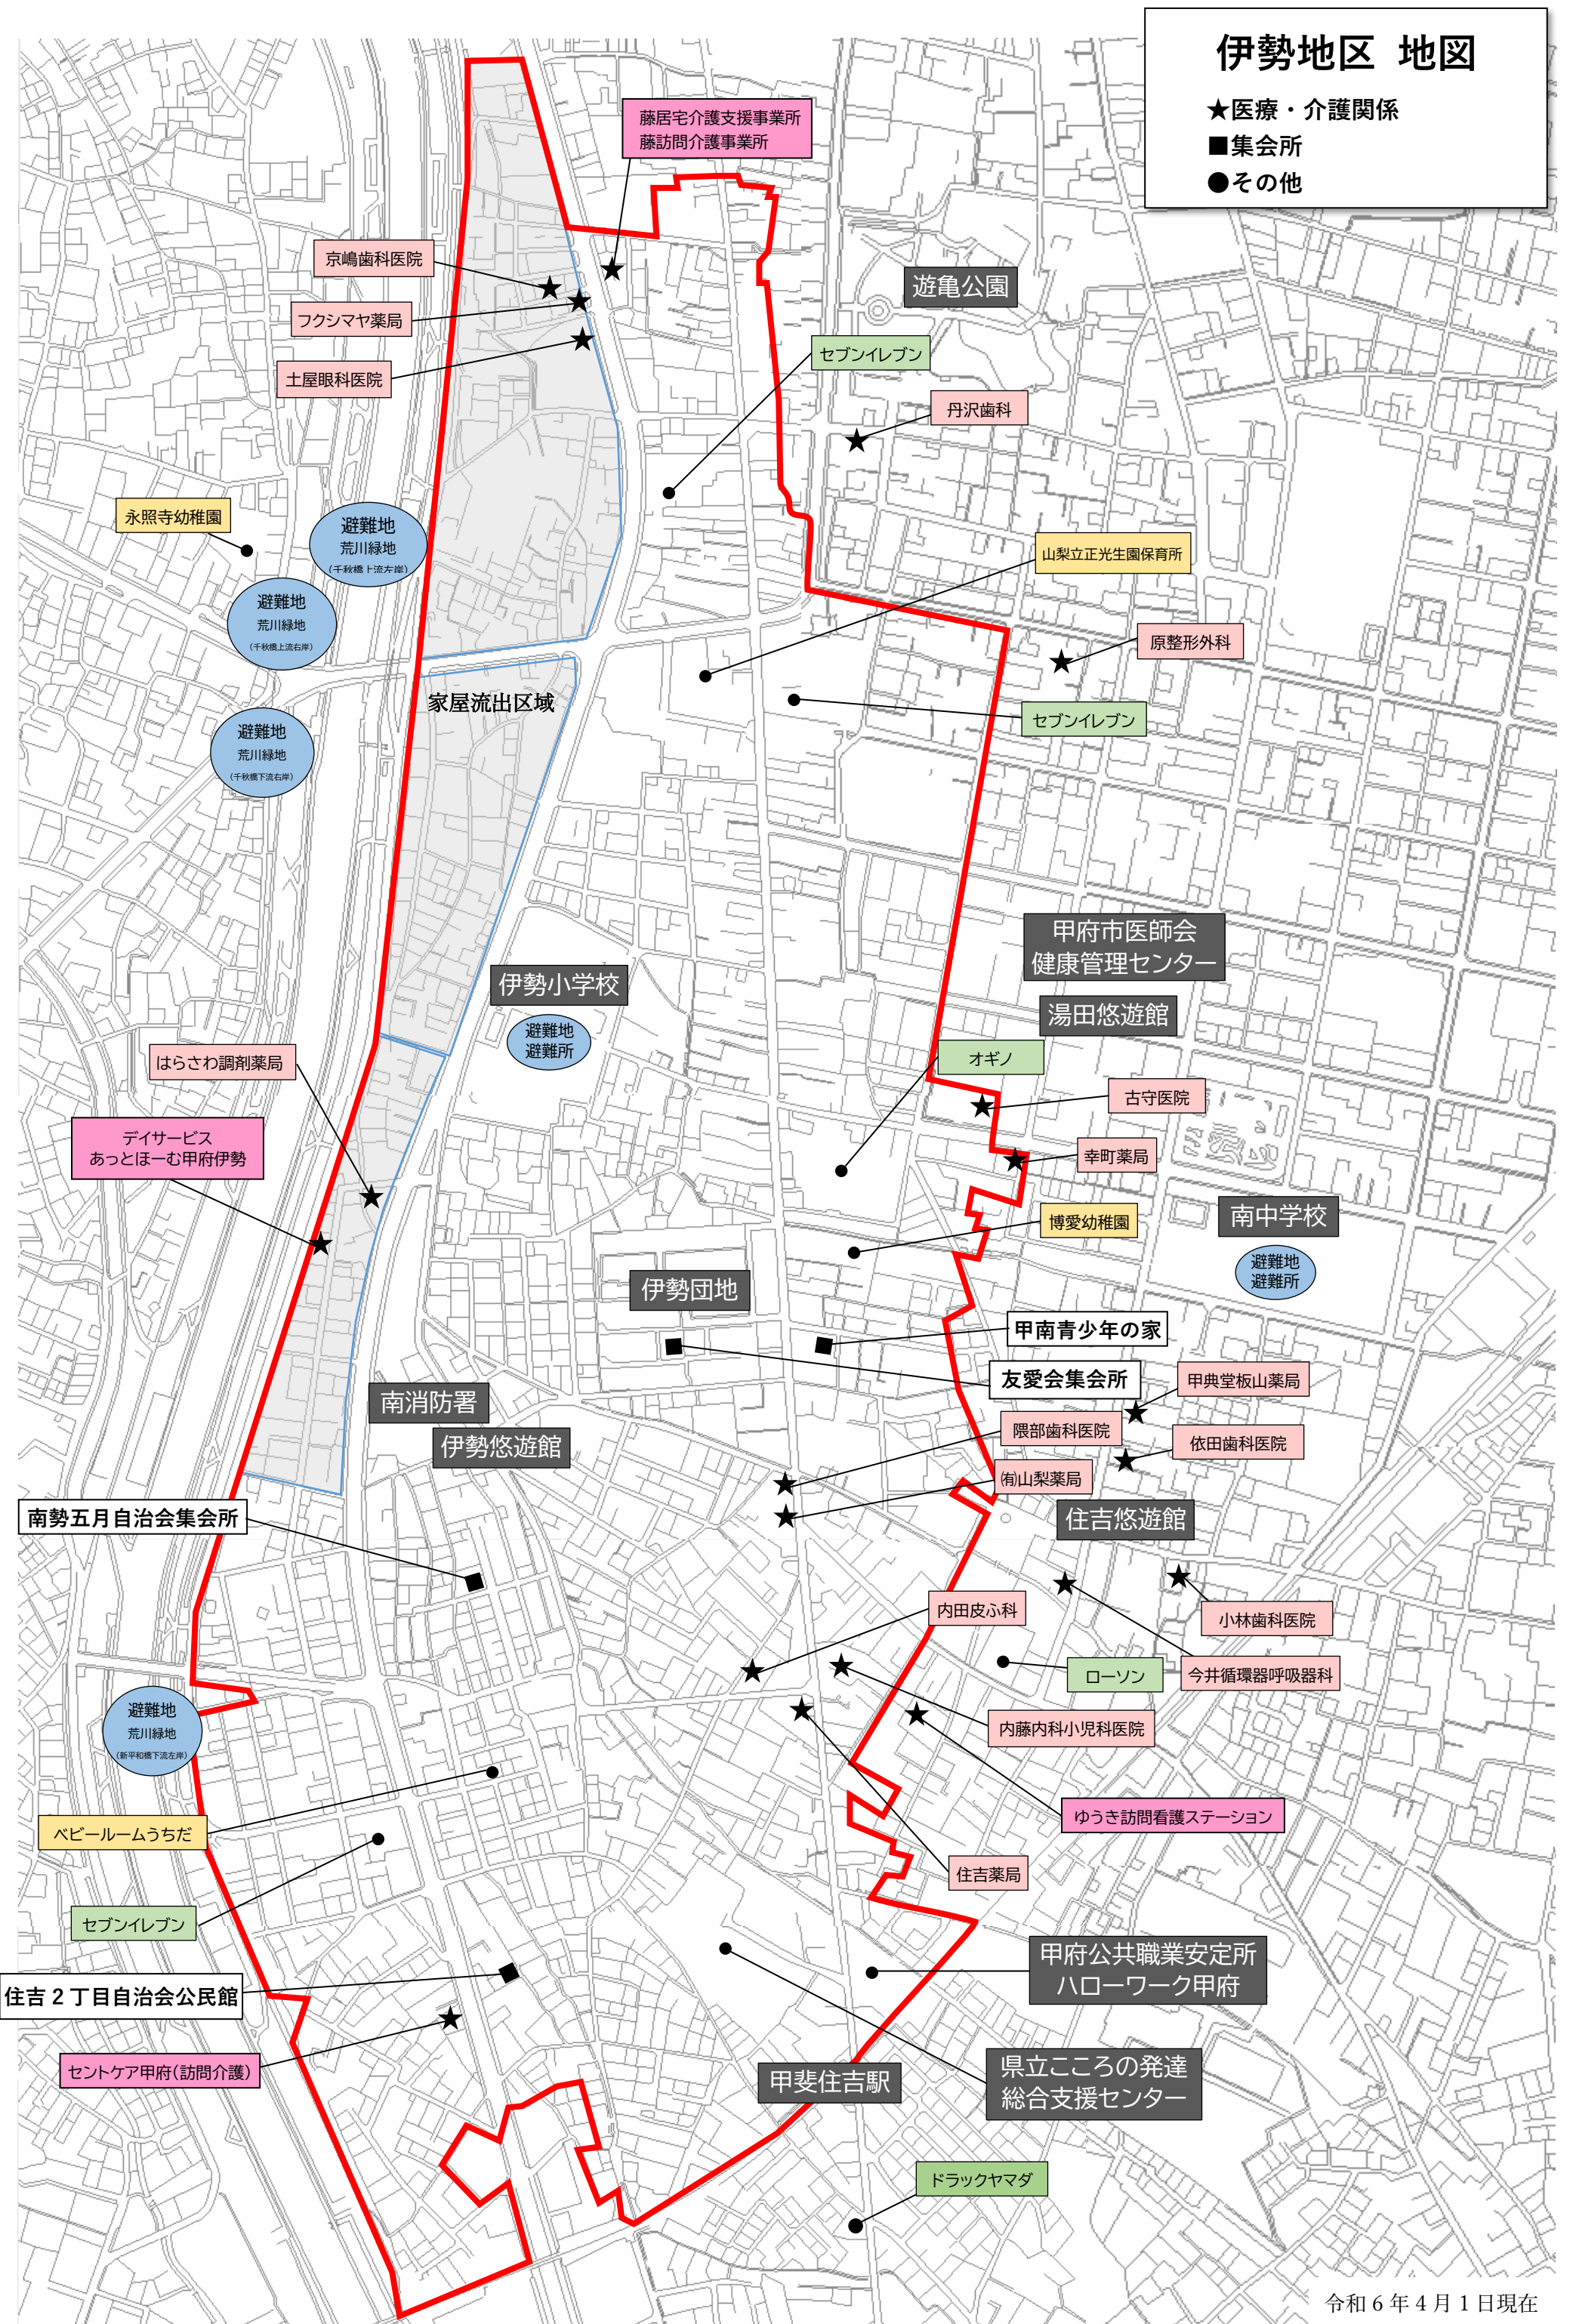 伊勢地区 地図
★医療・介護関係
■集会所
●その他
藤居宅介護支援事業所
藤訪問介護事業所
京嶋歯科医院
フクシマヤ薬局
土屋眼科医院
遊亀公園
セブンイレブン
丹沢歯科
永照寺幼稚園
避難地
荒川緑地
(千秋橋上流左岸)
山梨立正光生園保育所
避難地
荒川緑地
(千秋橋上流右岸)
原整形外科
家屋流出区域
セブンイレブン
避難地
荒川緑地
(千秋橋下流右岸)
甲府市医師会
健康管理センター
伊勢小学校
避難地
避難所
湯田悠遊館
オギノ
はらさわ調剤薬局
古守医院
デイサービス
あっとほーむ甲府伊勢
幸町薬局
博愛幼稚園
南中学校
避難地
避難所
伊勢団地
甲南青少年の家
友愛会集会所
甲典堂板山薬局
南消防署
伊勢悠遊館
隈部歯科医院
依田歯科医院
㈲山梨薬局
南勢五月自治会集会所
住吉悠遊館
内田皮ふ科
小林歯科医院
ローソン
今井循環器呼吸器科
避難地
荒川緑地
(新平和橋下流左岸)
内藤内科小児科医院
ベビールームうちだ
ゆうき訪問看護ステーション
住吉薬局
セブンイレブン
甲府公共職業安定所
ハローワーク甲府
住吉2丁目自治会公民館
セントケア甲府(訪問介護)
甲斐住吉駅
県立こころの発達
総合支援センター
ドラックヤマダ
令和6年4月1日現在